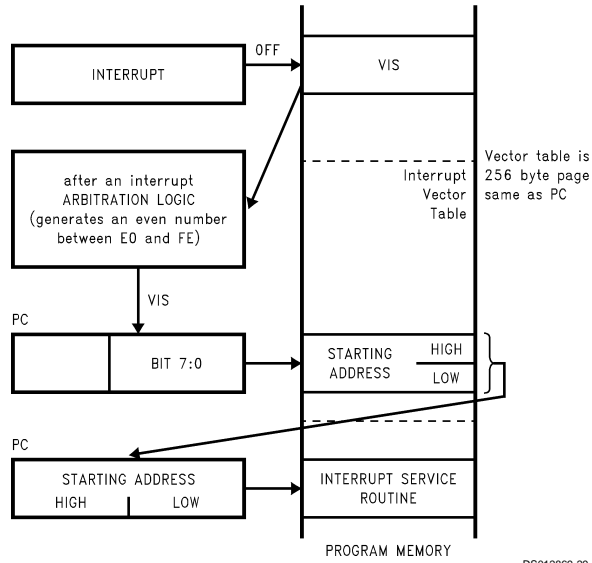 OFF
INTERRUPT
VIS
after an interrupt
ARBITRATION LOGIC
(generates an even number
between E0 and FE)
Interrupt
Vector
Table
Vector table is
256 byte page
same as PC
VIS
PC
BIT 7:0
STARTING
ADDRESS
HIGH
LOW
PC
STARTING ADDRESS
HIGH
LOW
INTERRUPT SERVICE
ROUTINE
PROGRAM MEMORY